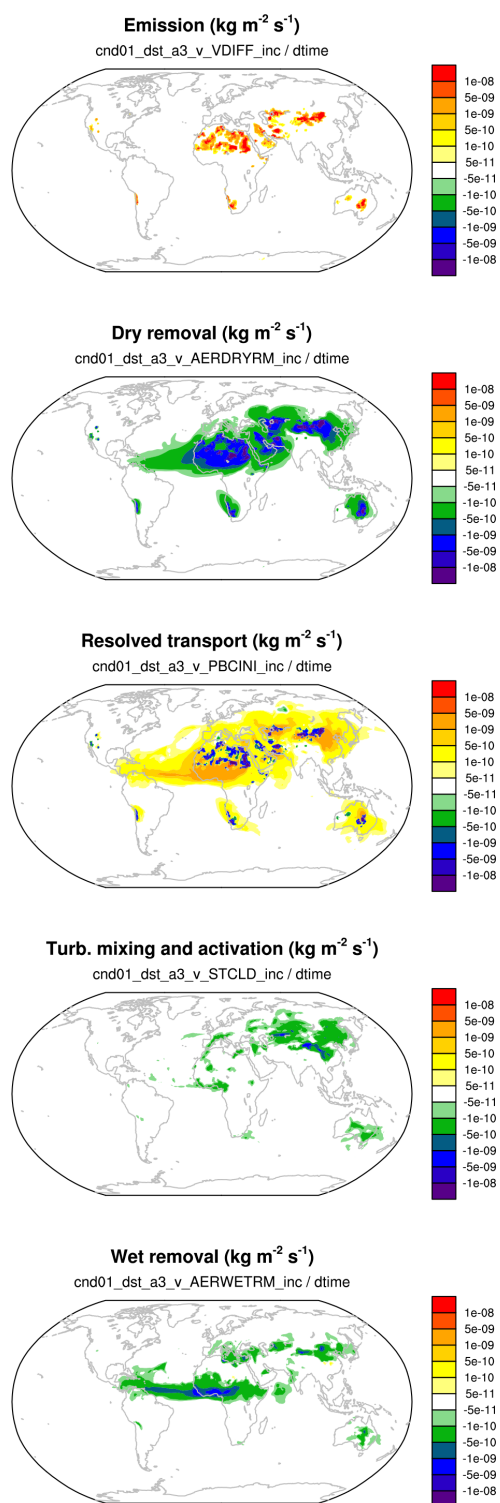 Emission (kg m-2 s-1)
cnd01_dst_a3_v_VDIFF_inc / dtime
1e-08
5e-09
1e-09
5e-10
1e-10
5e-11
-5e-11
-1e-10
-5e-10
-1e-09
-5e-09
-1e-08
Dry removal (kg m-2 s-1)
cnd01_dst_a3_v_AERDRYRM_inc / dtime
1e-08
5e-09
1e-09
5e-10
1e-10
5e-11
-5e-11
-1e-10
-5e-10
-1e-09
-5e-09
-1e-08
Resolved transport (kg m-2 s-1)
cnd01_dst_a3_v_PBCINI_inc / dtime
1e-08
5e-09
1e-09
5e-10
1e-10
5e-11
-5e-11
-1e-10
-5e-10
-1e-09
-5e-09
-1e-08
Turb. mixing and activation (kg m-2 s-1)
cnd01_dst_a3_v_STCLD_inc / dtime
1e-08
5e-09
1e-09
5e-10
1e-10
5e-11
-5e-11
-1e-10
-5e-10
-1e-09
-5e-09
-1e-08
Wet removal (kg m-2 s-1)
cnd01_dst_a3_v_AERWETRM_inc / dtime
1e-08
5e-09
1e-09
5e-10
1e-10
5e-11
-5e-11
-1e-10
-5e-10
-1e-09
-5e-09
-1e-08